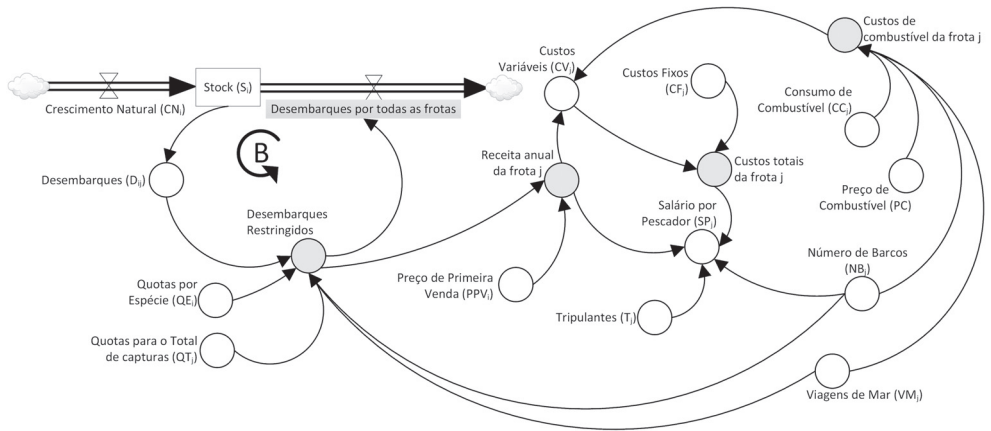 Custos de
combustível da frota j
Custos
Variáveis (CVj)
Custos Fixos
(CFj)
Stock (Si)
Crescimento Natural (CNi)
Desembarques por todas as frotas
Consumo de
Combustível (CCj)
B
Desembarques (Dij)
Receita anual
da frota j
Custos totais
da frota j
Preço de
Combustível (PC)
Desembarques
Restringidos
Salário por
Pescador (SPj)
Número de Barcos
(NBj)
Quotas por
Espécie (QEi)
Preço de Primeira
Venda (PPVi)
Tripulantes (Tj)
Quotas para o Total
de capturas (QTj)
Viagens de Mar (VMj)